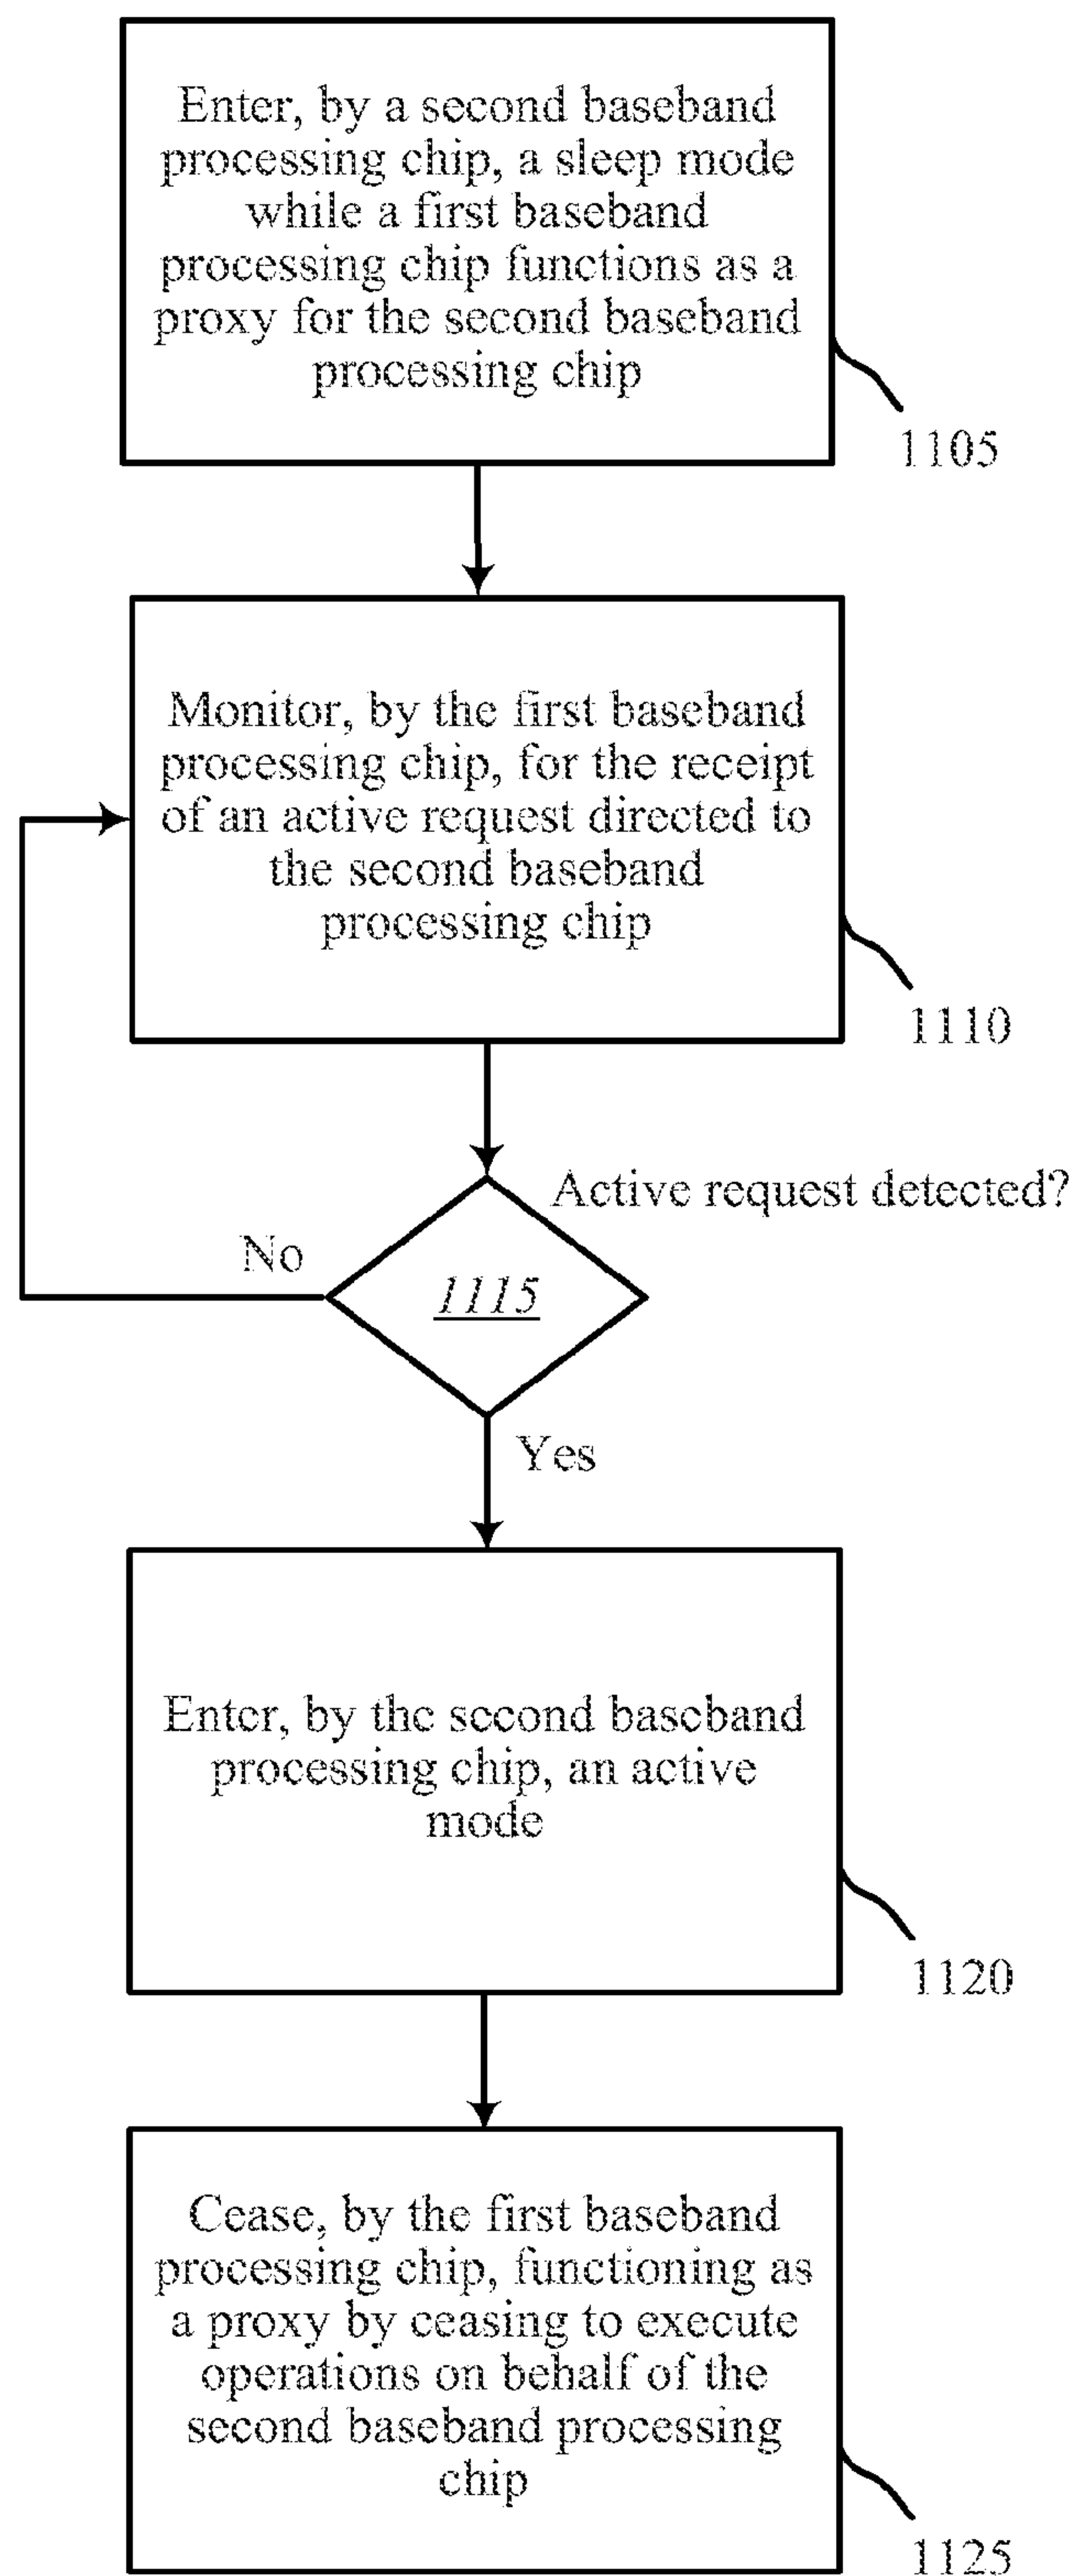 Enter, by a second baseband
processing chip, a sleep mode
while a first baseband
processing chip functions as a
proxy for the second baseband
processing chip
1105
Monitor, by the first baseband
processing chip, for the receipt
of an active request directed to
the second baseband
processing chip
1110
Active request detected?
No
1115
Yes
Enter, by the second baseband
processing chip, an active
mode
1120
Cease, by the first baseband
processing chip, functioning as
a proxy by ceasing to execute
operations on behalf of the
second baseband processing
chip
1125